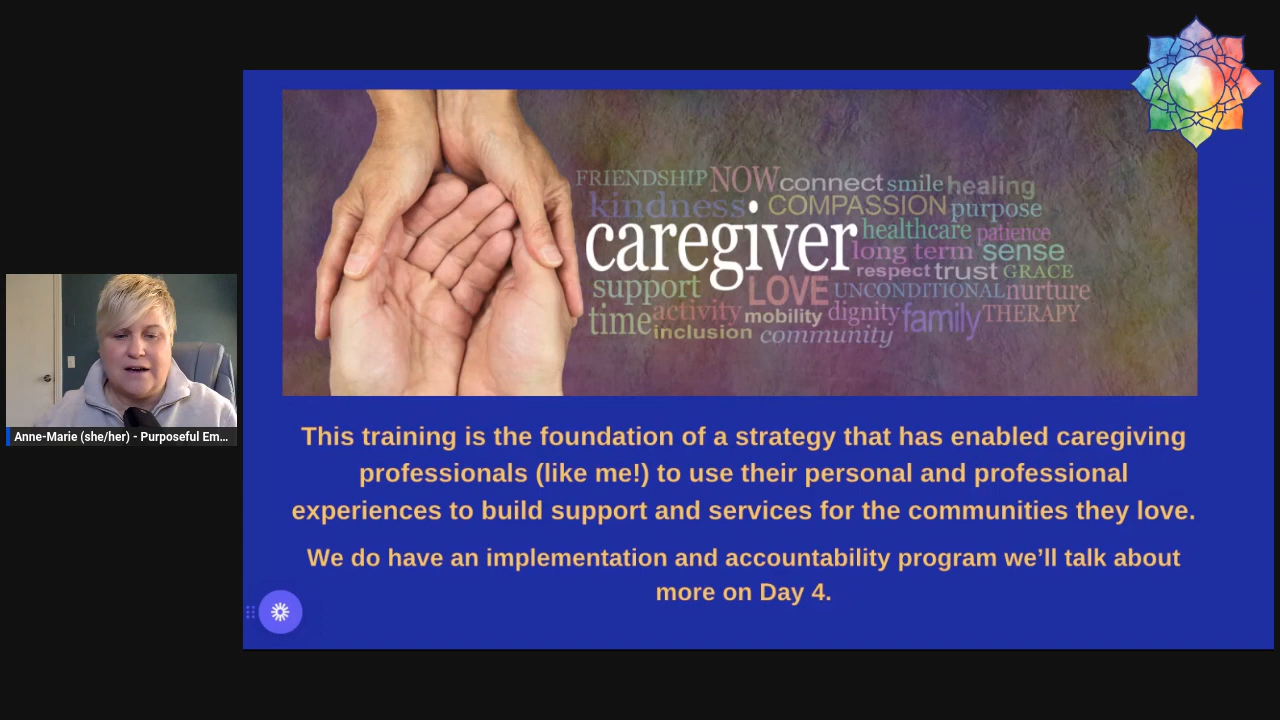 FRIENDSHIP NOW connect smile healing
kindness COMPASSION purpose
caregiver healthcare patience
long term sense
respect trust GRACE
support LOVE UNCONDITIONAL nurture
time activity mobility dignity family THERAPY
inclusion community
This training is the foundation of a strategy that has enabled caregiving
professionals (like me!) to use their personal and professional
experiences to build support and services for the communities they love.
We do have an implementation and accountability program we’ll talk about
more on Day 4.
Anne-Marie (she/her) - Purposeful Em...